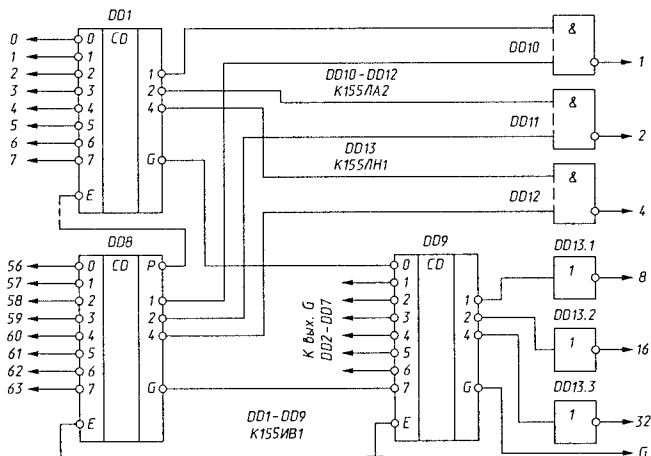 DD1
CD
0 0
1 1
2 2
3 3
4 4
5 5
6 6
7 7
E
1
2
4
G
DD10-DD12
К155ЛА2
DD13
К155ЛН1
&
DD10
1
&
DD11
2
&
DD12
4
DD8
CD
56 0
57 1
58 2
59 3
60 4
61 5
62 6
63 7
E
P
1
2
4
G
DD1-DD9
К155ИВ1
К вых. G
DD2-DD7
DD9
CD
0
1
2
3
4
5
6
7
E
1
2
4
G
DD13.1
1
8
DD13.2
1
16
DD13.3
1
32
G